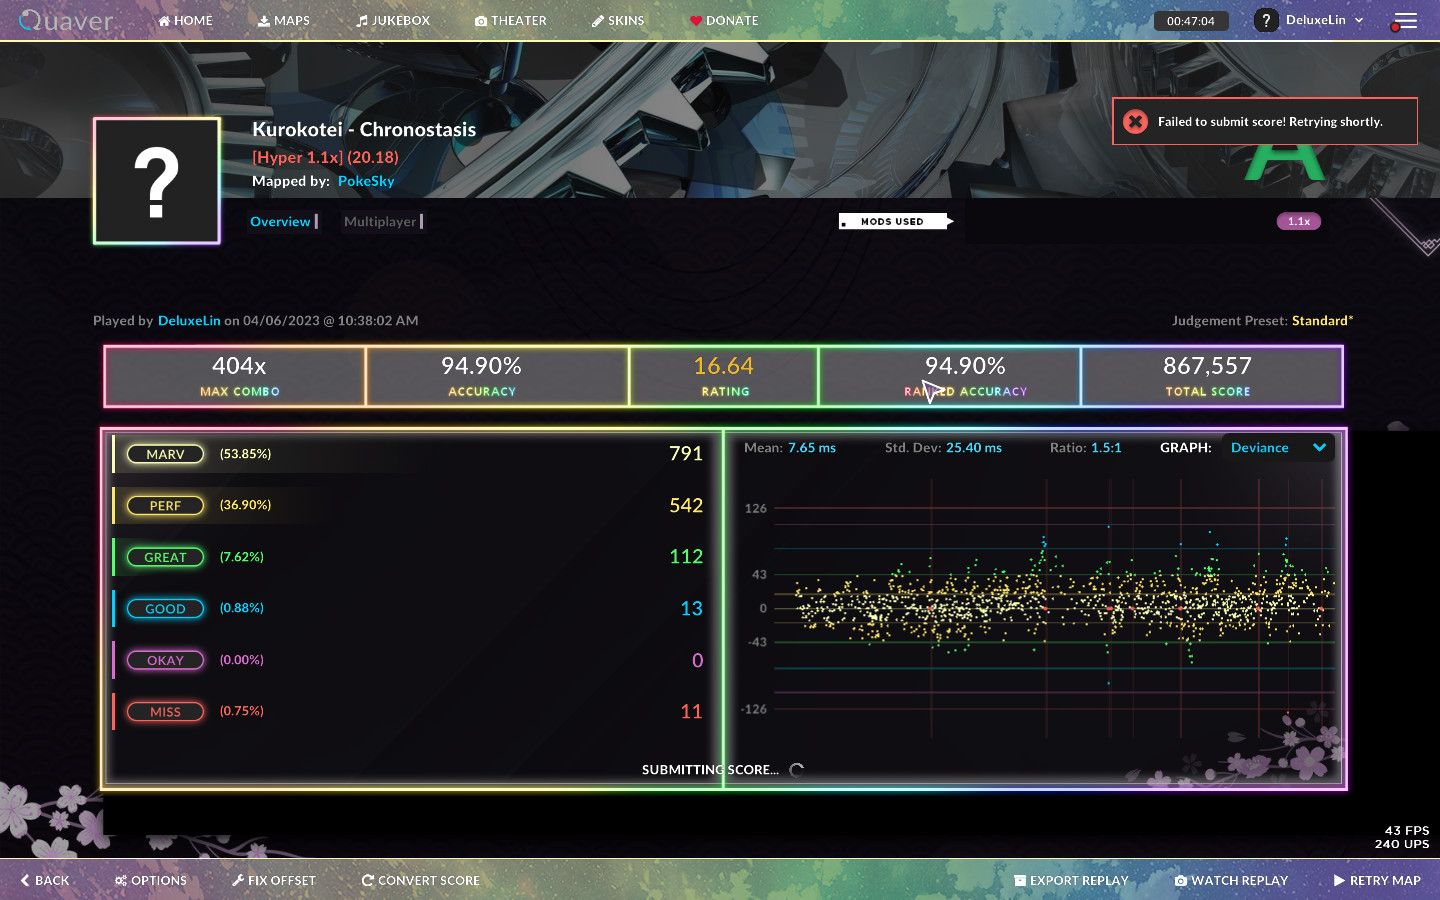 Quaver
HOME
MAPS
JUKEBOX
THEATER
SKINS
DONATE
00:47:04
?
DeluxeLin
Kurokotei - Chronostasis
[Hyper 1.1x] (20.18)
Mapped by: PokeSky
?
Failed to submit score! Retrying shortly.
A
Overview
Multiplayer
MODS USED
1.1x
Played by DeluxeLin on 04/06/2023 @ 10:38:02 AM
Judgement Preset: Standard*
404x
MAX COMBO
94.90%
ACCURACY
16.64
RATING
94.90%
RANKED ACCURACY
867,557
TOTAL SCORE
MARV (53.85%) 791
PERF (36.90%) 542
GREAT (7.62%) 112
GOOD (0.88%) 13
OKAY (0.00%) 0
MISS (0.75%) 11
Mean: 7.65 ms
Std. Dev: 25.40 ms
Ratio: 1.5:1
GRAPH: Deviance
126
43
0
-43
-126
SUBMITTING SCORE...
43 FPS
240 UPS
BACK
OPTIONS
FIX OFFSET
CONVERT SCORE
EXPORT REPLAY
WATCH REPLAY
RETRY MAP